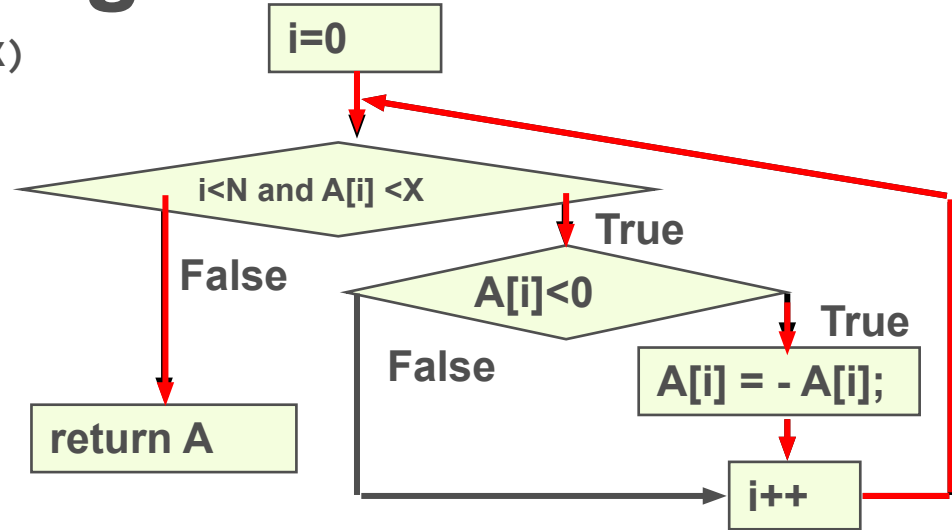 g
X)
i=0
i<N and A[i] <X
True
False
A[i]<0
True
False
A[i] = - A[i];
return A
i++